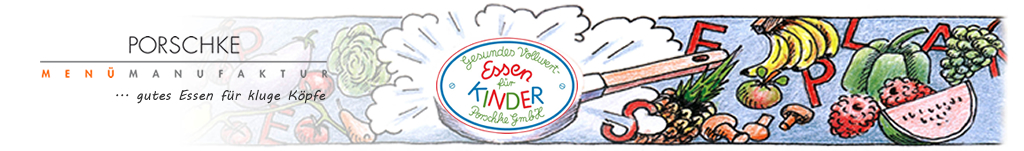 PORSCHKE
MENÜMANUFAKTUR
... gutes Essen für kluge Köpfe
Gesundes Vollwert-
Essen
für
KINDER
Porschke GmbH
S E P L A